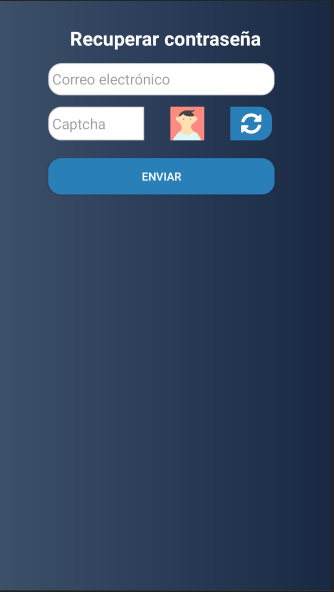 Recuperar contraseña
Correo electrónico
Captcha
ENVIAR